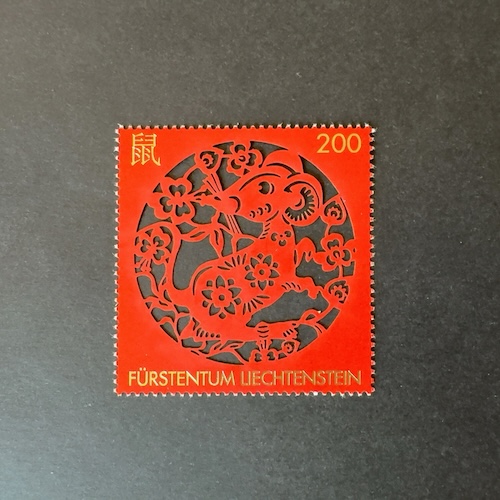 鼠 200
FÜRSTENTUM LIECHTENSTEIN